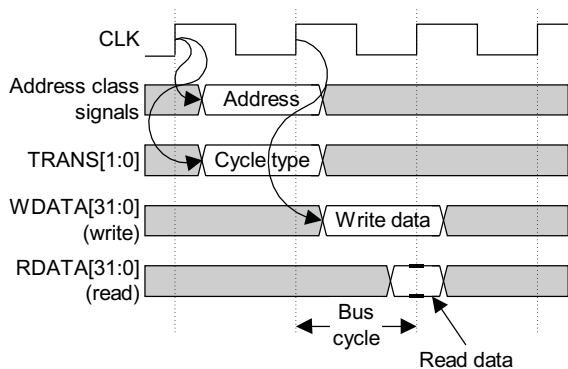 CLK
Address class
signals
Address
TRANS[1:0]
Cycle type
WDATA[31:0]
(write)
Write data
RDATA[31:0]
(read)
Bus
cycle
Read data